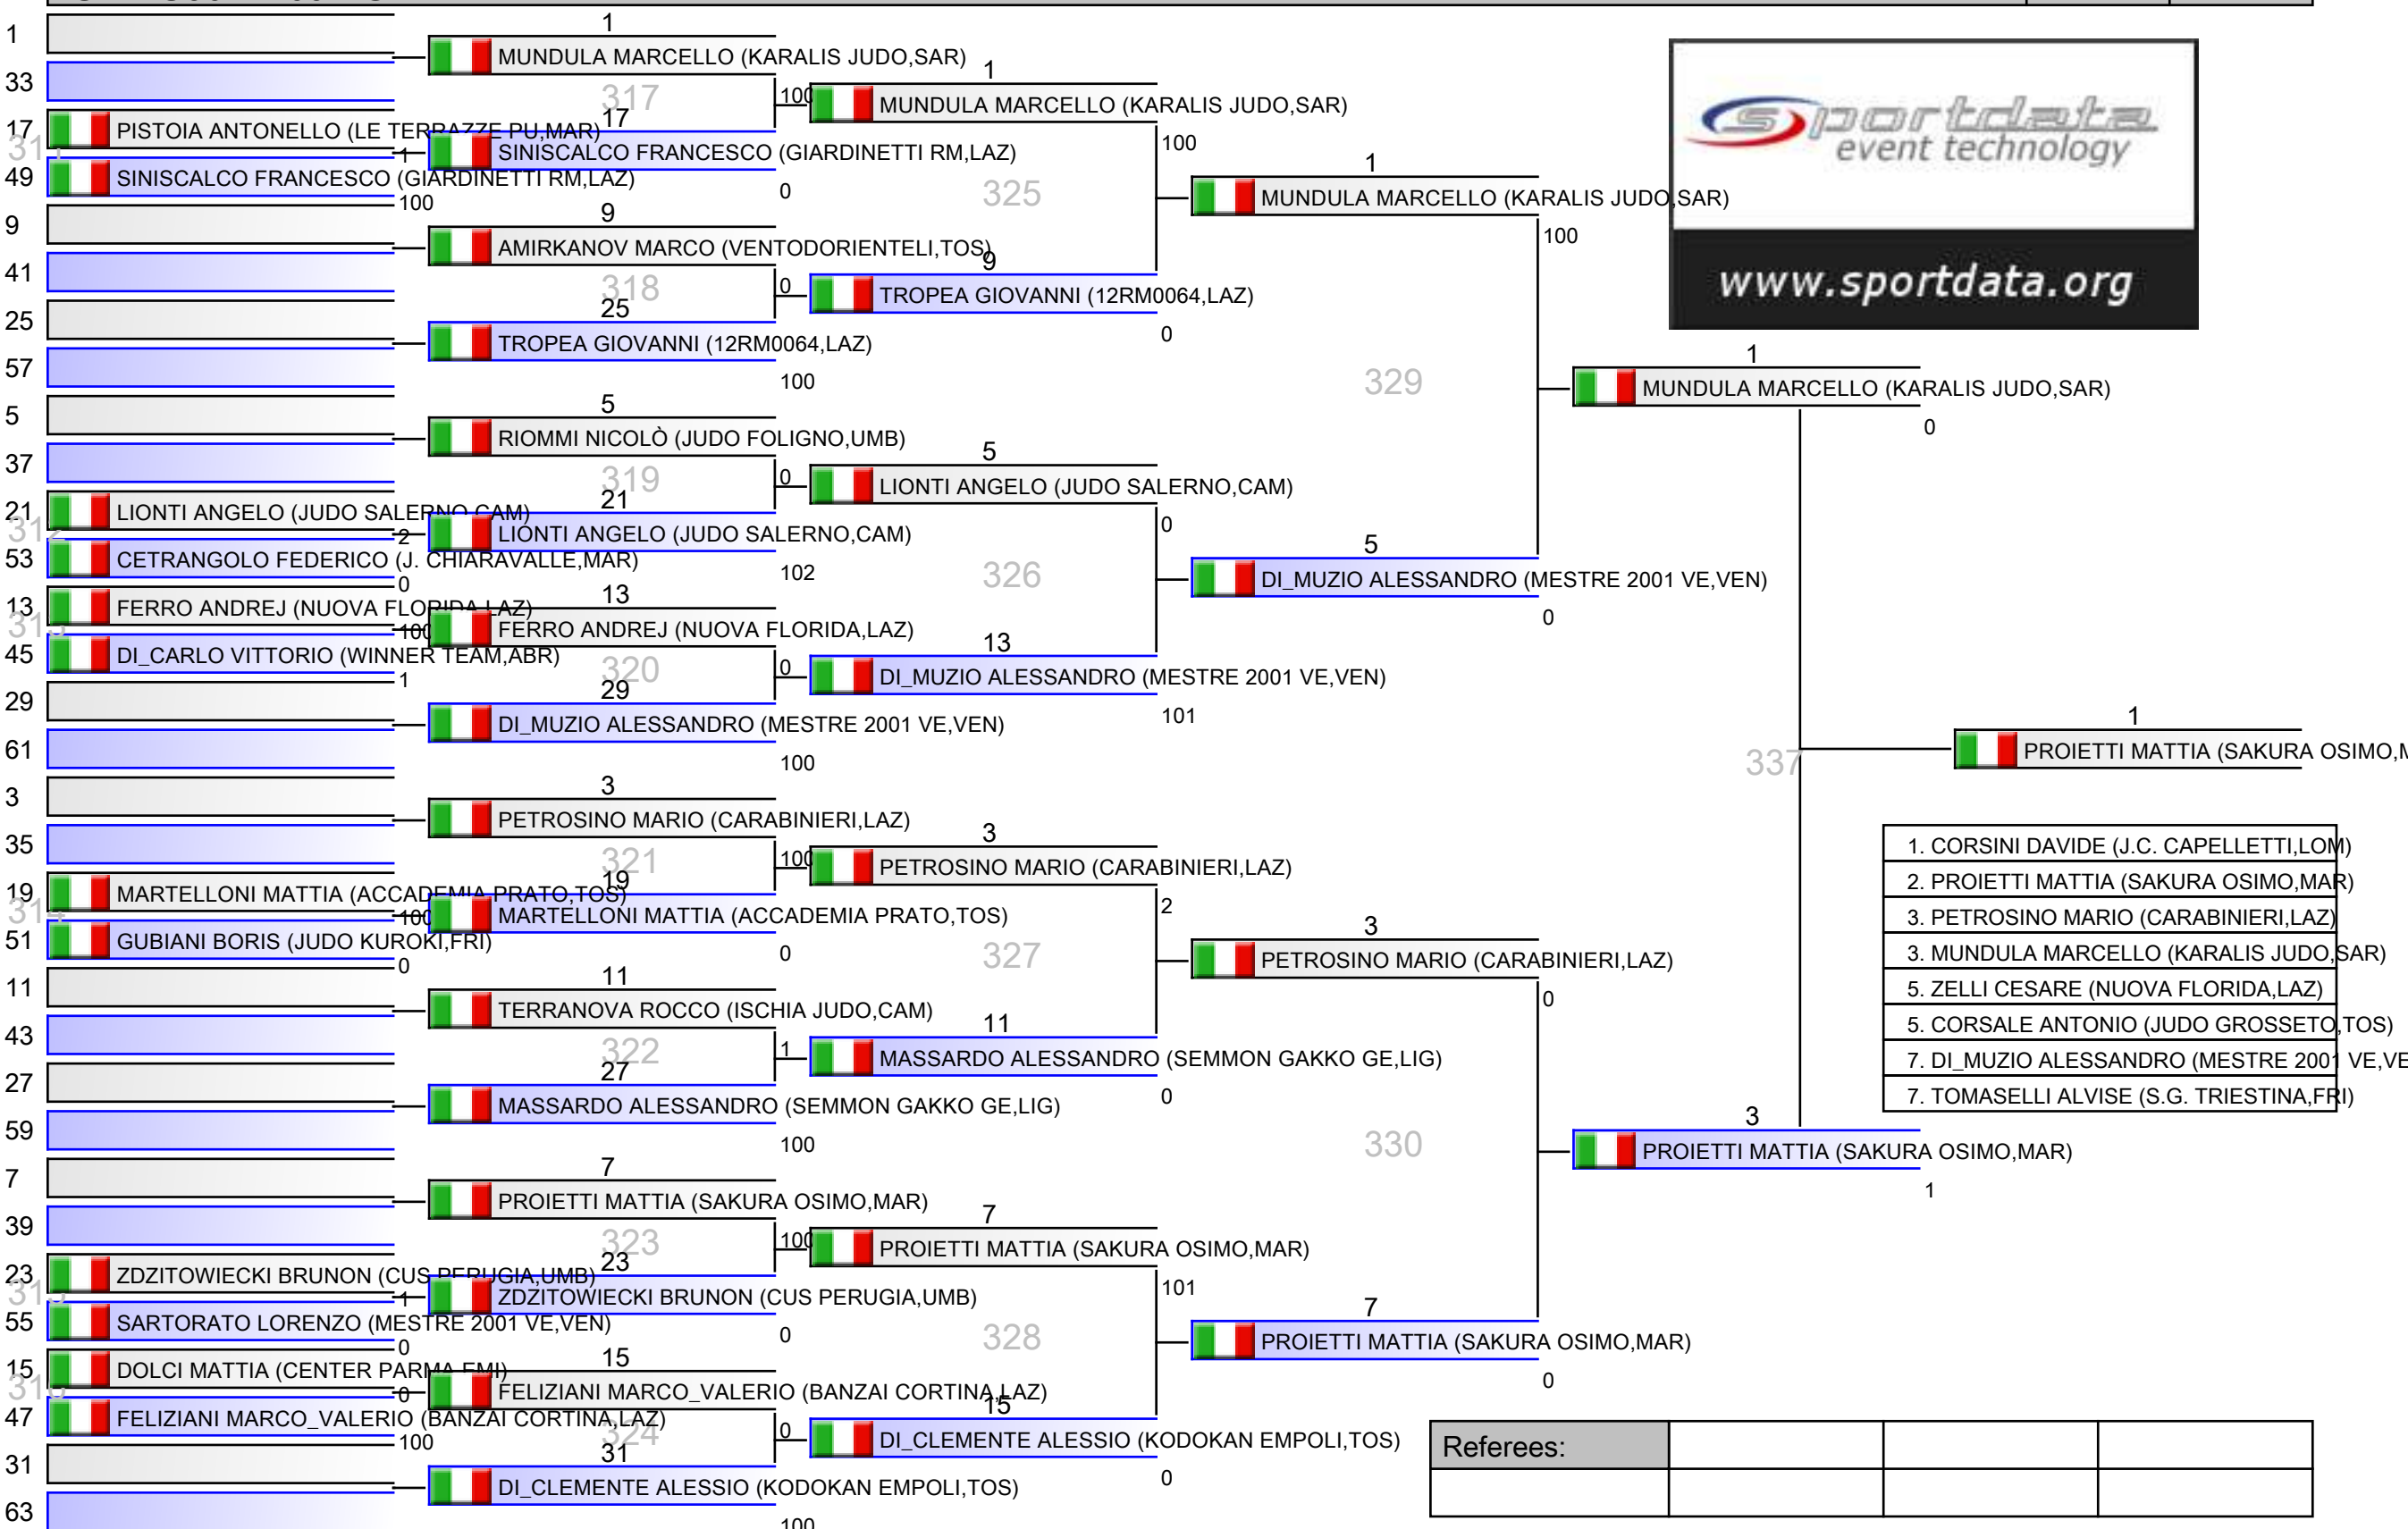 1
33
17 PISTOIA ANTONELLO (LE TERRAZZE PU,MAR)
1
49 SINISCALCO FRANCESCO (GIARDINETTI RM,LAZ)
100
9
41
25
57
5
37
21 LIONTI ANGELO (JUDO SALERNO,CAM)
2
53 CETRANGOLO FEDERICO (J. CHIARAVALLE,MAR)
0
13 FERRO ANDREJ (NUOVA FLORIDA,LAZ)
100
45 DI_CARLO VITTORIO (WINNER TEAM,ABR)
1
29
61
3
35
19 MARTELLONI MATTIA (ACCADEMIA PRATO,TOS)
314
100
51 GUBIANI BORIS (JUDO KUROKI,FRI)
0
11
43
27
59
7
39
23 ZDZITOWIECKI BRUNON (CUS PERUGIA,UMB)
1
55 SARTORATO LORENZO (MESTRE 2001 VE,VEN)
0
15 DOLCI MATTIA (CENTER PARMA,EMI)
0
47 FELIZIANI MARCO_VALERIO (BANZAI CORTINA,LAZ)
100
31
63
1
MUNDULA MARCELLO (KARALIS JUDO,SAR)
100
317
17
SINISCALCO FRANCESCO (GIARDINETTI RM,LAZ)
0
9
AMIRKANOV MARCO (VENTODORIENTELI,TOS)
0
318
25
TROPEA GIOVANNI (12RM0064,LAZ)
100
5
RIOMMI NICOLÒ (JUDO FOLIGNO,UMB)
0
319
21
LIONTI ANGELO (JUDO SALERNO,CAM)
102
13
FERRO ANDREJ (NUOVA FLORIDA,LAZ)
0
320
29
DI_MUZIO ALESSANDRO (MESTRE 2001 VE,VEN)
100
3
PETROSINO MARIO (CARABINIERI,LAZ)
100
321
19
MARTELLONI MATTIA (ACCADEMIA PRATO,TOS)
0
11
TERRANOVA ROCCO (ISCHIA JUDO,CAM)
1
322
27
MASSARDO ALESSANDRO (SEMMON GAKKO GE,LIG)
100
7
PROIETTI MATTIA (SAKURA OSIMO,MAR)
100
323
23
ZDZITOWIECKI BRUNON (CUS PERUGIA,UMB)
0
15
FELIZIANI MARCO_VALERIO (BANZAI CORTINA,LAZ)
0
324
31
DI_CLEMENTE ALESSIO (KODOKAN EMPOLI,TOS)
100
1
MUNDULA MARCELLO (KARALIS JUDO,SAR)
100
325
9
TROPEA GIOVANNI (12RM0064,LAZ)
0
5
LIONTI ANGELO (JUDO SALERNO,CAM)
0
326
13
DI_MUZIO ALESSANDRO (MESTRE 2001 VE,VEN)
101
3
PETROSINO MARIO (CARABINIERI,LAZ)
2
327
11
MASSARDO ALESSANDRO (SEMMON GAKKO GE,LIG)
0
7
PROIETTI MATTIA (SAKURA OSIMO,MAR)
101
328
15
DI_CLEMENTE ALESSIO (KODOKAN EMPOLI,TOS)
0
1
MUNDULA MARCELLO (KARALIS JUDO,SAR)
100
329
5
DI_MUZIO ALESSANDRO (MESTRE 2001 VE,VEN)
0
3
PETROSINO MARIO (CARABINIERI,LAZ)
0
330
7
PROIETTI MATTIA (SAKURA OSIMO,MAR)
0
1
MUNDULA MARCELLO (KARALIS JUDO,SAR)
0
337
3
PROIETTI MATTIA (SAKURA OSIMO,MAR)
1
1
PROIETTI MATTIA (SAKURA OSIMO,M
sportdata
event technology
www.sportdata.org
1. CORSINI DAVIDE (J.C. CAPELLETTI,LOM)
2. PROIETTI MATTIA (SAKURA OSIMO,MAR)
3. PETROSINO MARIO (CARABINIERI,LAZ)
3. MUNDULA MARCELLO (KARALIS JUDO,SAR)
5. ZELLI CESARE (NUOVA FLORIDA,LAZ)
5. CORSALE ANTONIO (JUDO GROSSETO,TOS)
7. DI_MUZIO ALESSANDRO (MESTRE 2001 VE,VE
7. TOMASELLI ALVISE (S.G. TRIESTINA,FRI)
Referees: